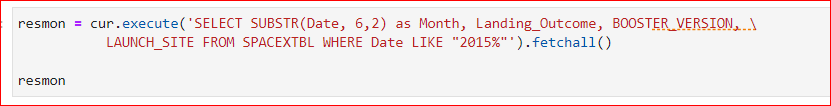 resmon = cur.execute('SELECT SUBSTR(Date, 6,2) as Month, Landing_Outcome, BOOSTER_VERSION, \
LAUNCH_SITE FROM SPACEXTBL WHERE Date LIKE "2015%"').fetchall()
resmon